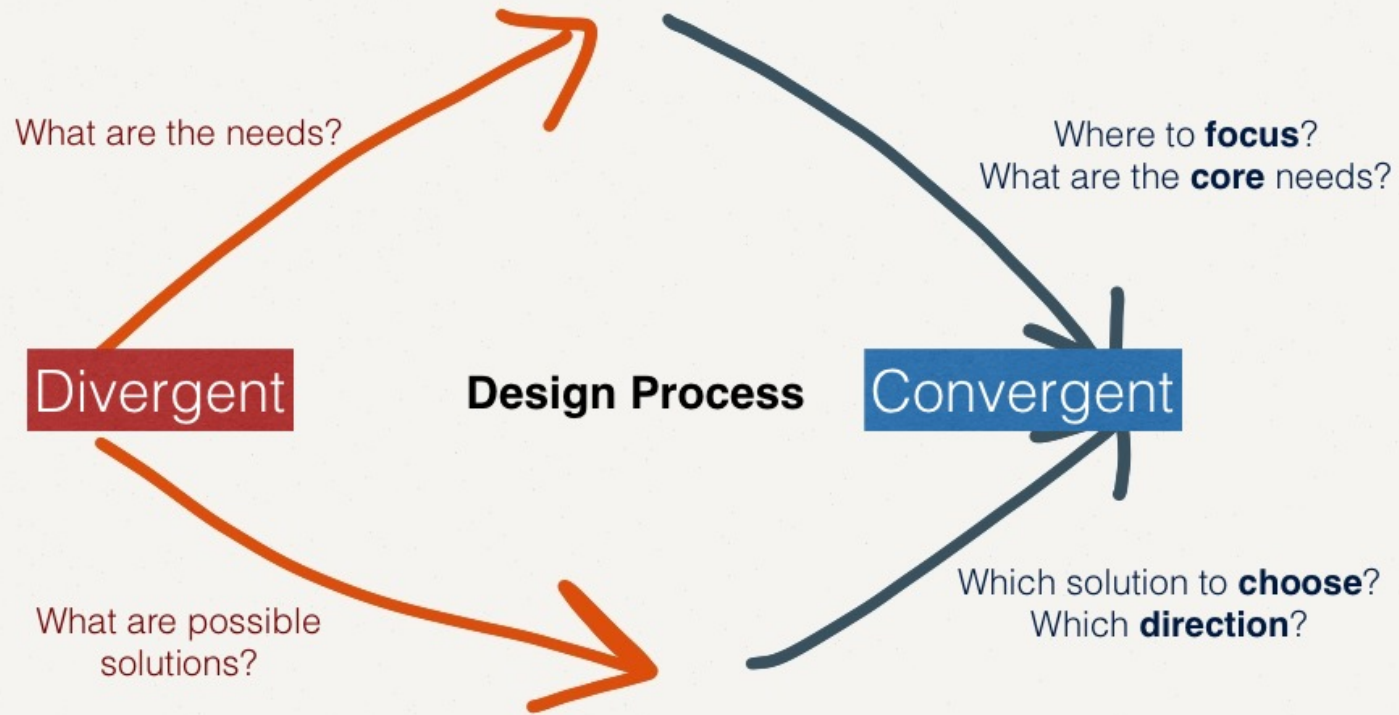 What are the needs?
Where to focus?
What are the core needs?
Divergent
Design Process
Convergent
What are possible
solutions?
Which solution to choose?
Which direction?